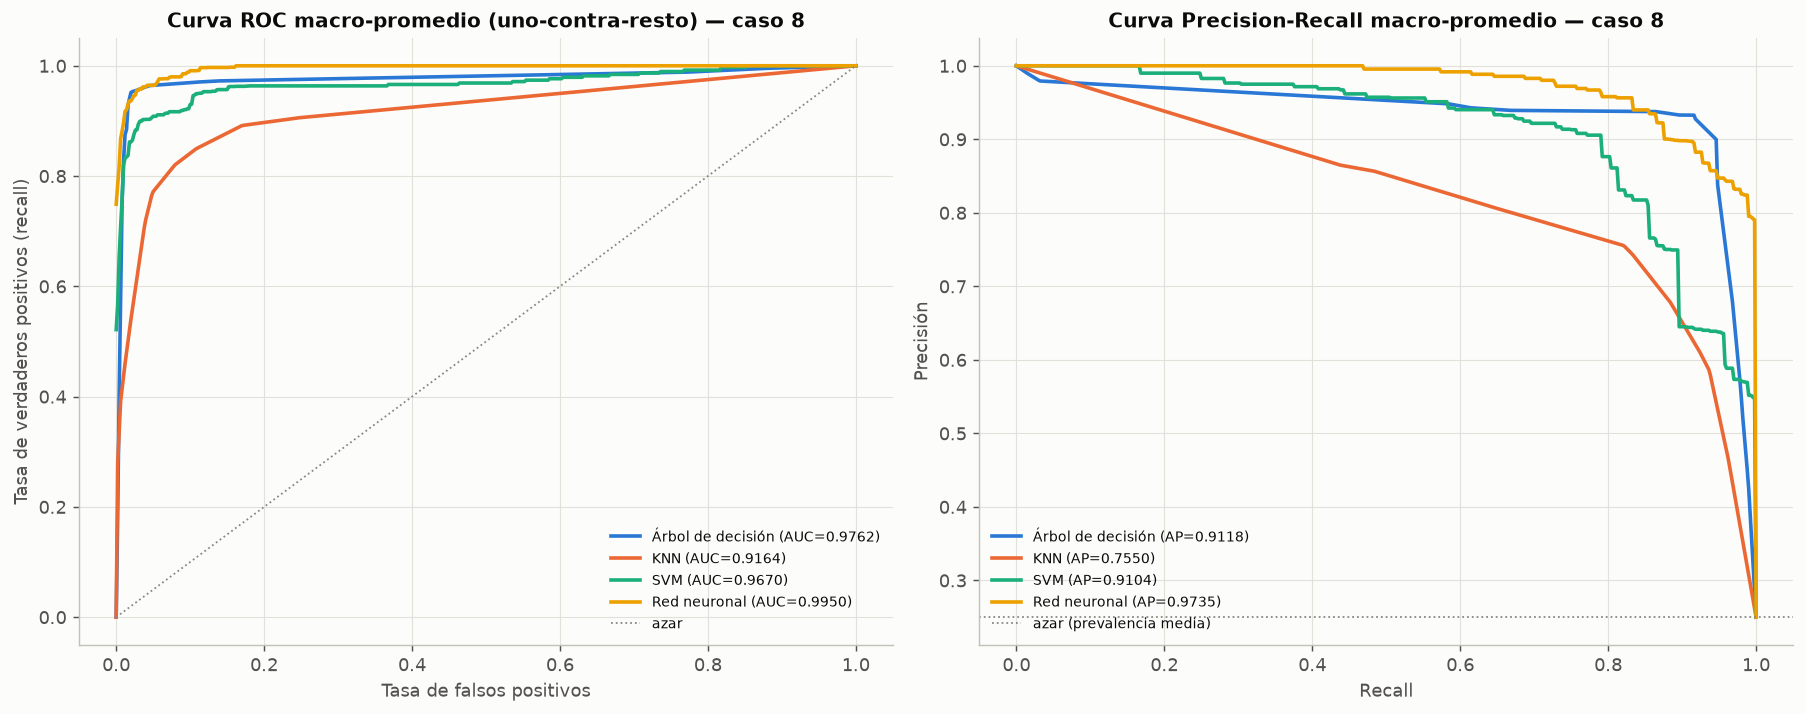 Curva ROC macro-promedio (uno-contra-resto) — caso 8
Tasa de verdaderos positivos (recall)
1.0
0.8
0.6
0.4
0.2
0.0
0.0 0.2 0.4 0.6 0.8 1.0
Tasa de falsos positivos
Árbol de decisión (AUC=0.9762)
KNN (AUC=0.9164)
SVM (AUC=0.9670)
Red neuronal (AUC=0.9950)
azar
Curva Precision-Recall macro-promedio — caso 8
Precisión
1.0
0.9
0.8
0.7
0.6
0.5
0.4
0.3
0.0 0.2 0.4 0.6 0.8 1.0
Recall
Árbol de decisión (AP=0.9118)
KNN (AP=0.7550)
SVM (AP=0.9104)
Red neuronal (AP=0.9735)
azar (prevalencia media)